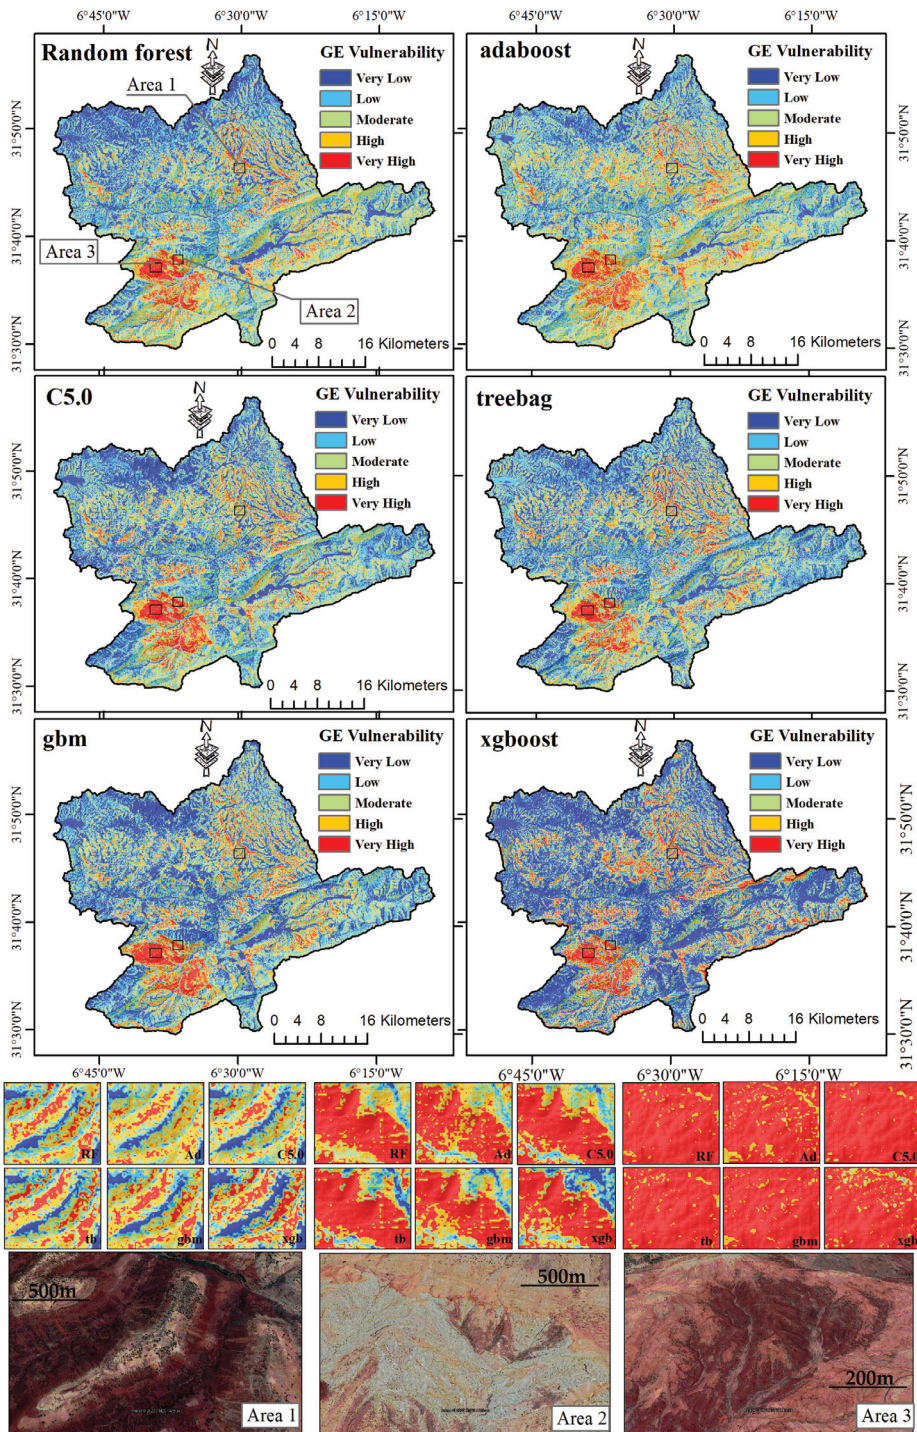 6°45'0"W 6°30'0"W 6°15'0"W 6°45'0"W 6°30'0"W 6°15'0"W
Random forest
N
GE Vulnerability
Very Low
Low
Moderate
High
Very High
Area 1
Area 3
Area 2
0 4 8 16 Kilometers
31°50'0"N
31°40'0"N
31°30'0"N
adaboost
N
GE Vulnerability
Very Low
Low
Moderate
High
Very High
0 4 8 16 Kilometers
31°50'0"N
31°40'0"N
31°30'0"N
C5.0
N
GE Vulnerability
Very Low
Low
Moderate
High
Very High
0 4 8 16 Kilometers
31°50'0"N
31°40'0"N
31°30'0"N
treebag
N
GE Vulnerability
Very Low
Low
Moderate
High
Very High
0 4 8 16 Kilometers
31°50'0"N
31°40'0"N
31°30'0"N
gbm
N
GE Vulnerability
Very Low
Low
Moderate
High
Very High
0 4 8 16 Kilometers
31°50'0"N
31°40'0"N
31°30'0"N
xgboost
N
GE Vulnerability
Very Low
Low
Moderate
High
Very High
0 4 8 16 Kilometers
31°50'0"N
31°40'0"N
31°30'0"N
6°45'0"W 6°30'0"W 6°15'0"W 6°45'0"W 6°30'0"W 6°15'0"W
RF Ad C5.0 RF Ad C5.0 RF Ad C5.0
tb gbm xgb tb gbm xgb tb gbm xgb
500m
Area 1
500m
Area 2
200m
Area 3